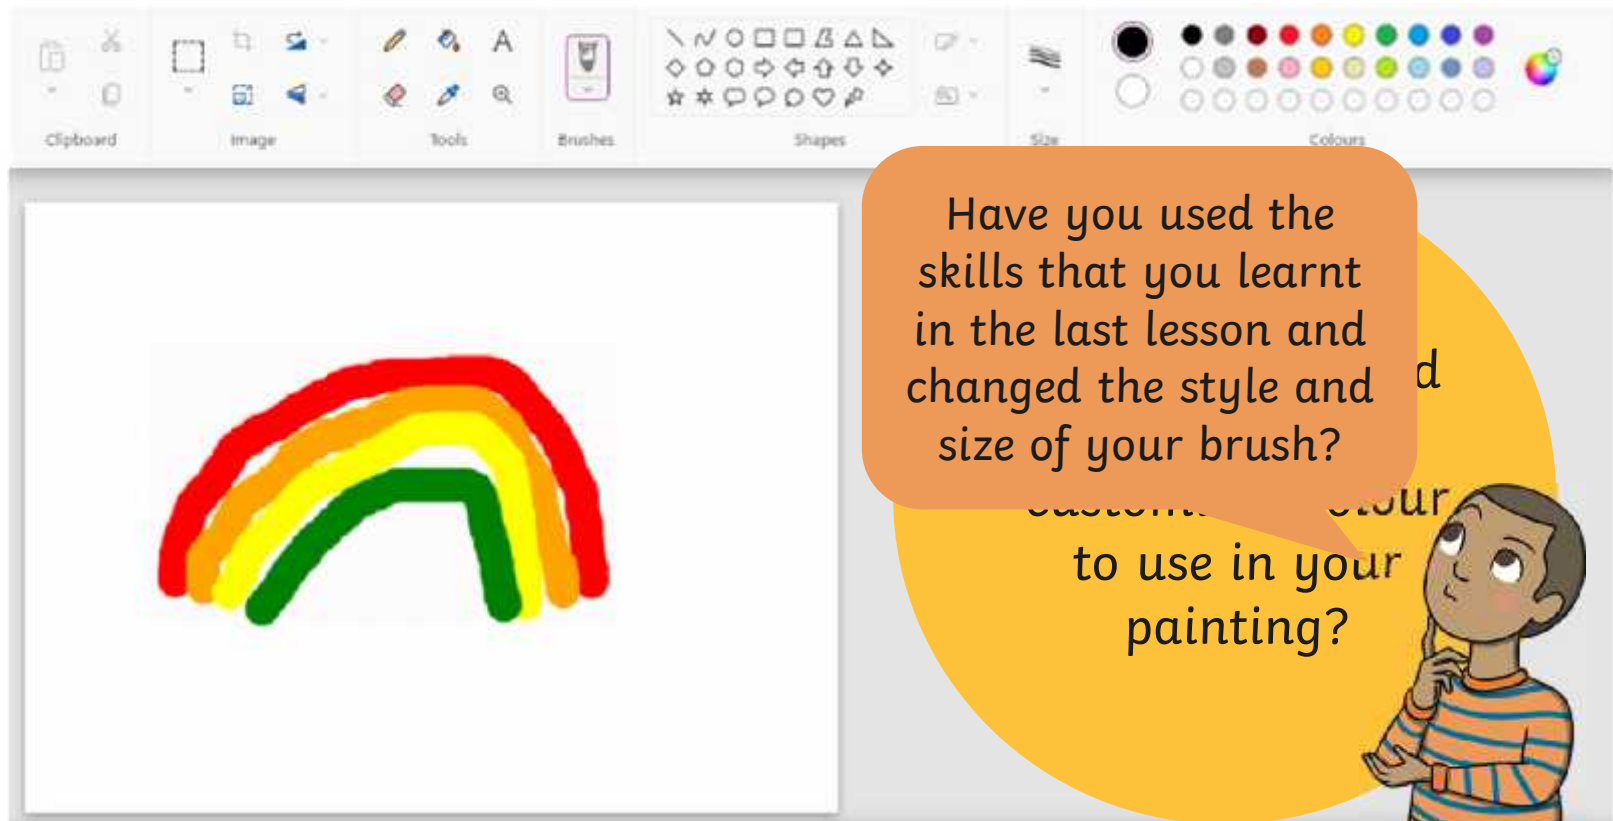 Clipboard Image Tools Brushes Shapes Size Colours
Have you used the
skills that you learnt
in the last lesson and
changed the style and
size of your brush?
to use in your
painting?